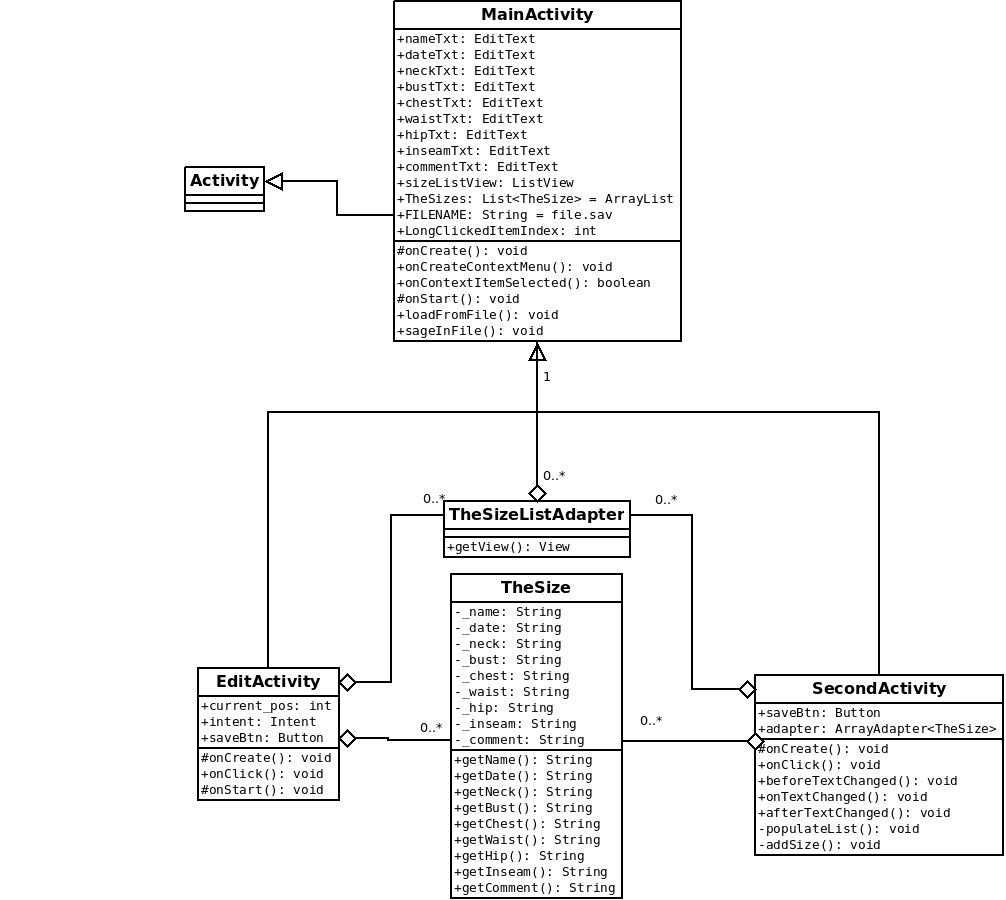 MainActivity
+nameTxt: EditText
+dateTxt: EditText
+neckTxt: EditText
+bustTxt: EditText
+chestTxt: EditText
+waistTxt: EditText
+hipTxt: EditText
+inseamTxt: EditText
+commentTxt: EditText
+sizeListView: ListView
+TheSizes: List<TheSize> = ArrayList
+FILENAME: String = file.sav
+LongClickedItemIndex: int
#onCreate(): void
+onCreateContextMenu(): void
+onContextItemSelected(): boolean
#onStart(): void
+loadFromFile(): void
+sageInFile(): void
Activity
1
0..*
0..*
0..*
TheSizeListAdapter
+getView(): View
TheSize
-_name: String
-_date: String
-_neck: String
-_bust: String
-_chest: String
-_waist: String
-_hip: String
-_inseam: String
-_comment: String
+getName(): String
+getDate(): String
+getNeck(): String
+getBust(): String
+getChest(): String
+getWaist(): String
+getHip(): String
+getInseam(): String
+getComment(): String
EditActivity
+current_pos: int
+intent: Intent
+saveBtn: Button
#onCreate(): void
+onClick(): void
#onStart(): void
0..*
0..*
SecondActivity
+saveBtn: Button
+adapter: ArrayAdapter<TheSize>
#onCreate(): void
+onClick(): void
+beforeTextChanged(): void
+onTextChanged(): void
+afterTextChanged(): void
-populateList(): void
-addSize(): void